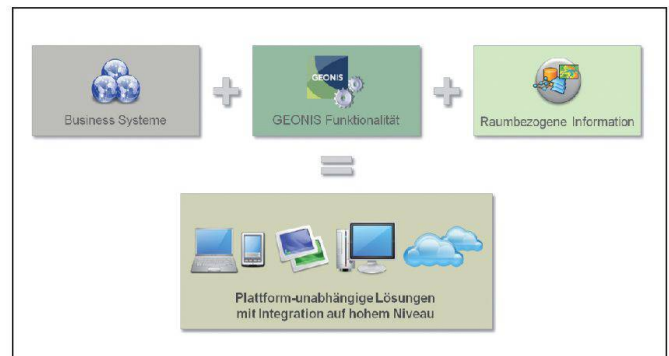 Business Systeme
GEONIS
GEONIS Funktionalität
Raumbezogene Information
Plattform-unabhängige Lösungen
mit Integration auf hohem Niveau